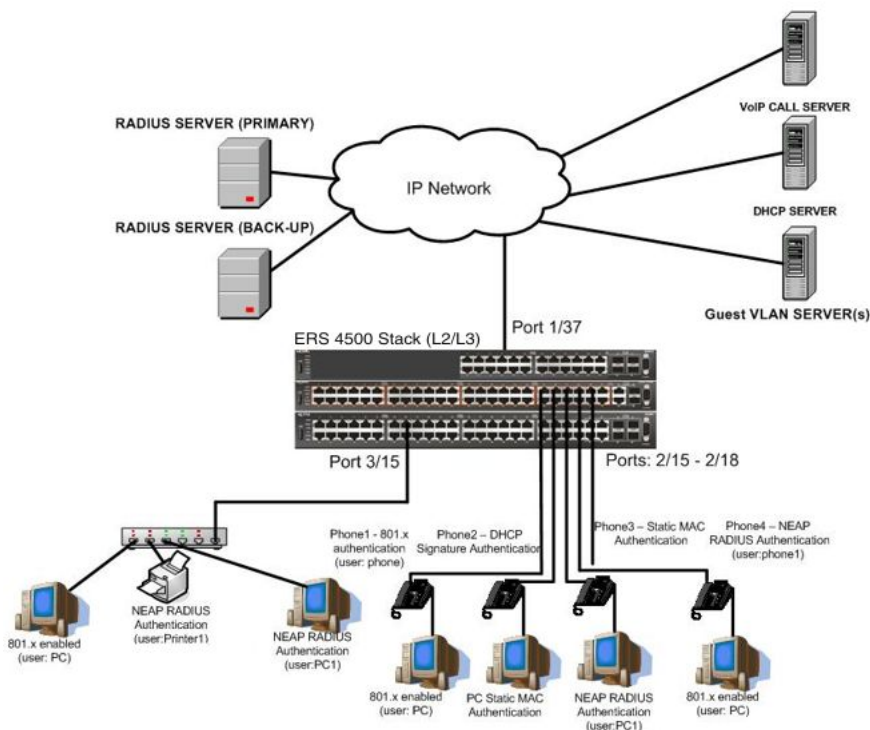 VoIP CALL SERVER
RADIUS SERVER (PRIMARY)
IP Network
DHCP SERVER
RADIUS SERVER (BACK-UP)
Guest VLAN SERVER(s)
Port 1/37
ERS 4500 Stack (L2/L3)
Port 3/15
Ports: 2/15 - 2/18
Phone1 - 801.x
authentication
(user: phone)
Phone2 – DHCP
Signature Authentication
Phone3 – Static MAC
Authentication
Phone4 – NEAP
RADIUS Authentication
(user:phone1)
801.x enabled
(user: PC)
NEAP RADIUS
Authentication
(user:Printer1)
NEAP RADIUS
Authentication
(user:PC1)
801.x enabled
(user: PC)
PC Static MAC
Authentication
NEAP RADIUS
Authentication
(user:PC1)
801.x enabled
(user: PC)